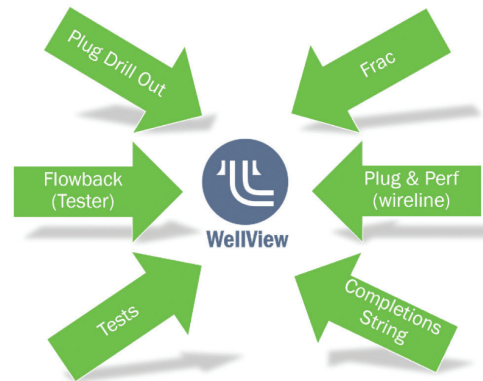 Plug Drill Out
Frac
Flowback
(Tester)
Plug & Perf
(wireline)
WellView
Tests
Completions
String